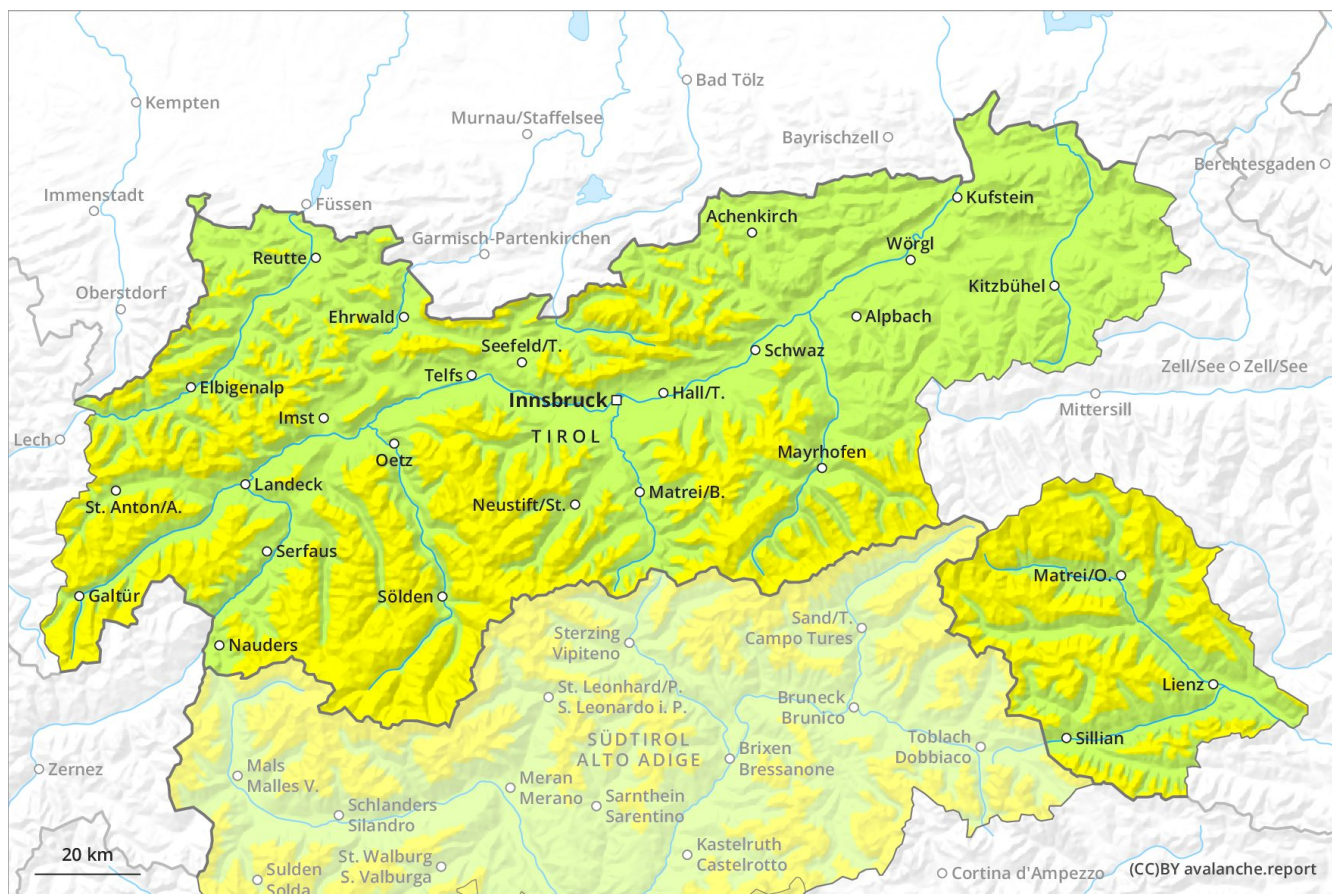 Bad Tölz
Kempten
Murnau/Staffelsee
Bayrischzell
Berchtesgaden
Immenstadt
Füssen
Kufstein
Achenkirch
Garmisch-Partenkirchen
Wörgl
Reutte
Kitzbühel
Oberstdorf
Ehrwald
Alpbach
Seefeld/T.
Schwaz
Telfs
Zell/See
Zell/See
Elbigenalp
Hall/T.
Innsbruck
Mittersill
Imst
TIROL
Lech
Oetz
Mayrhofen
Landeck
Matrei/B.
St. Anton/A.
Neustift/St.
Serfaus
Matrei/O.
Galtür
Sölden
Sand/T.
Campo Tures
Sterzing
Vipiteno
Nauders
Lienz
St. Leonhard/P.
S. Leonardo i. P.
Bruneck
Brunico
SÜDTIROL
ALTO ADIGE
Sillian
Toblach
Dobbiaco
Brixen
Bressanone
Zernez
Mals
Malles V.
Meran
Merano
Sarnthein
Sarentino
Schlanders
Silandro
Kastelruth
Castelrotto
20 km
St. Walburg
S. Valburga
Sulden
Solda
Cortina d'Ampezzo
(CC)BY avalanche.report